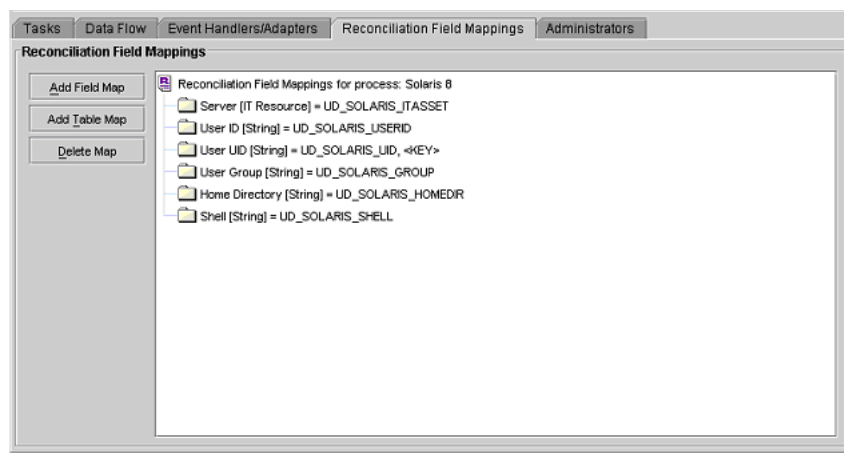 Tasks Data Flow Event Handlers/Adapters Reconciliation Field Mappings Administrators
Reconciliation Field Mappings
Add Field Map
Add Table Map
Delete Map
Reconciliation Field Mappings for process: Solaris 8
Server [IT Resource] = UD_SOLARIS_ITASSET
User ID [String] = UD_SOLARIS_USERID
User UID [String] = UD_SOLARIS_UID, <KEY>
User Group [String] = UD_SOLARIS_GROUP
Home Directory [String] = UD_SOLARIS_HOMEDIR
Shell [String] = UD_SOLARIS_SHELL